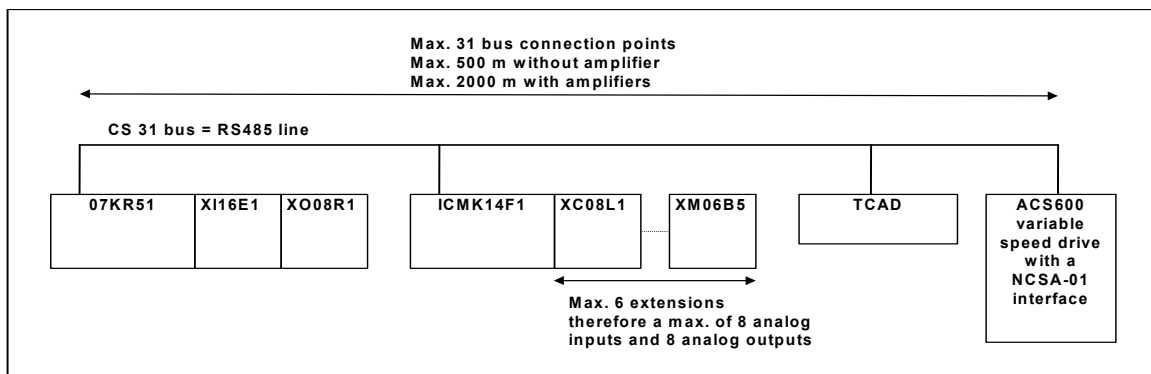 Max. 31 bus connection points
Max. 500 m without amplifier
Max. 2000 m with amplifiers
CS 31 bus = RS485 line
07KR51
XI16E1
XO08R1
ICMK14F1
XC08L1
XM06B5
TCAD
ACS600
variable
speed drive
with a
NCSA-01
interface
Max. 6 extensions
therefore a max. of 8 analog
inputs and 8 analog outputs